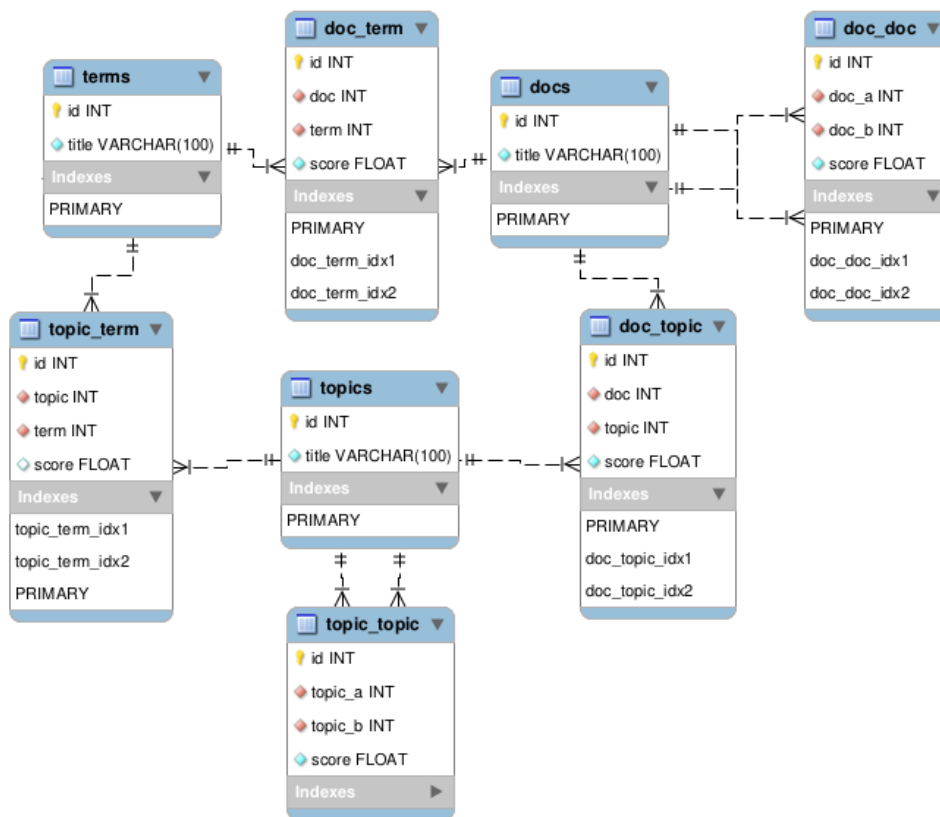 terms
id INT
title VARCHAR(100)
Indexes
PRIMARY
doc_term
id INT
doc INT
term INT
score FLOAT
Indexes
PRIMARY
doc_term_idx1
doc_term_idx2
docs
id INT
title VARCHAR(100)
Indexes
PRIMARY
doc_doc
id INT
doc_a INT
doc_b INT
score FLOAT
Indexes
PRIMARY
doc_doc_idx1
doc_doc_idx2
topic_term
id INT
topic INT
term INT
score FLOAT
Indexes
topic_term_idx1
topic_term_idx2
PRIMARY
topics
id INT
title VARCHAR(100)
Indexes
PRIMARY
doc_topic
id INT
doc INT
topic INT
score FLOAT
Indexes
PRIMARY
doc_topic_idx1
doc_topic_idx2
topic_topic
id INT
topic_a INT
topic_b INT
score FLOAT
Indexes